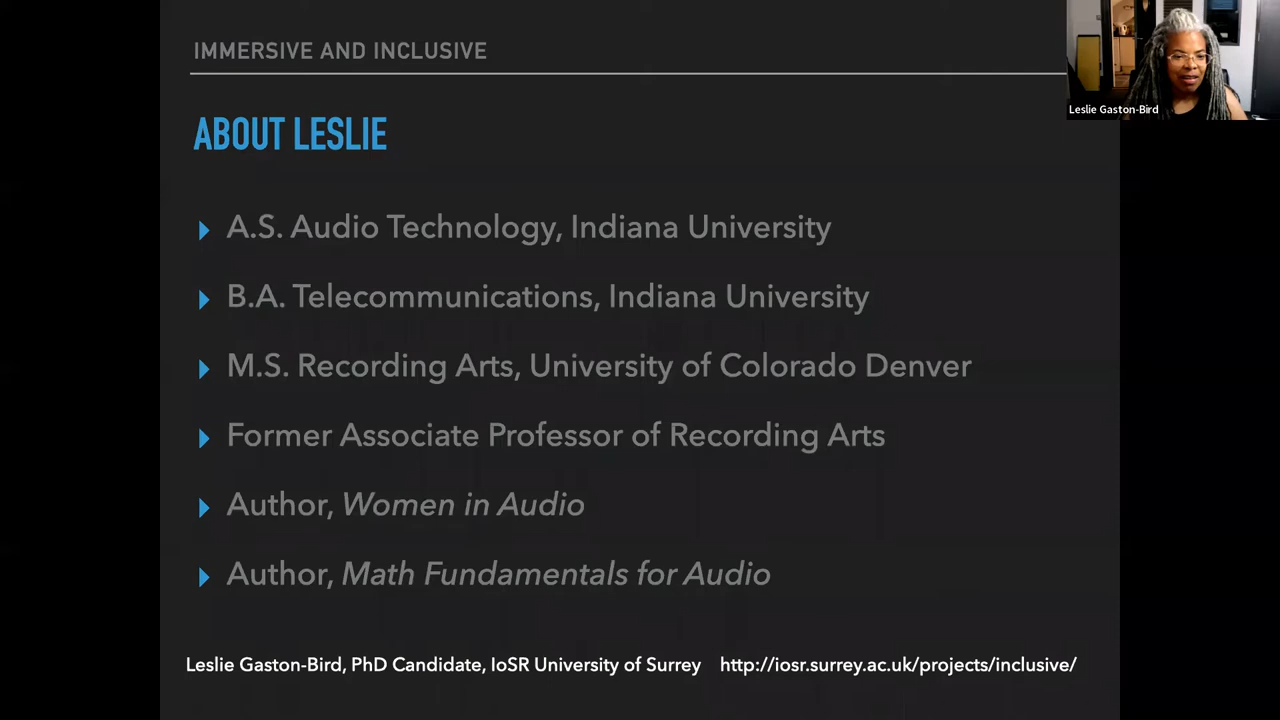 IMMERSIVE AND INCLUSIVE
Leslie Gaston-Bird
ABOUT LESLIE
A.S. Audio Technology, Indiana University
B.A. Telecommunications, Indiana University
M.S. Recording Arts, University of Colorado Denver
Former Associate Professor of Recording Arts
Author, Women in Audio
Author, Math Fundamentals for Audio
Leslie Gaston-Bird, PhD Candidate, IoSR University of Surrey http://iosr.surrey.ac.uk/projects/inclusive/